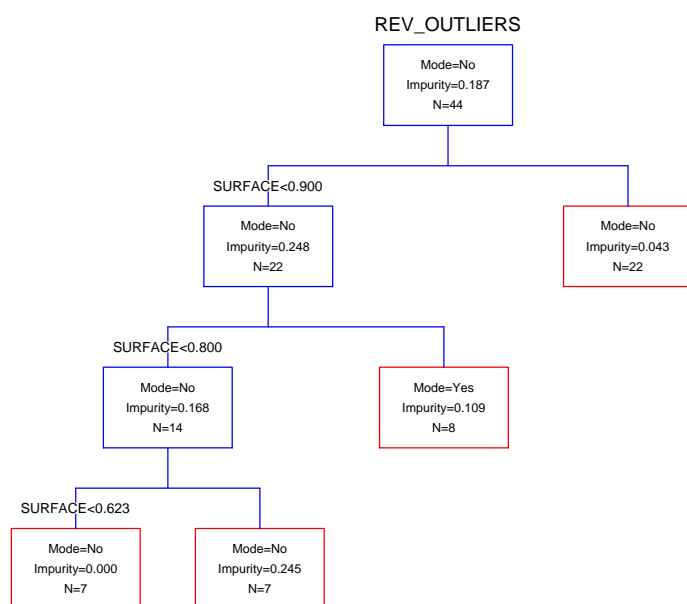 REV_OUTLIERS
Mode=No
Impurity=0.187
N=44
SURFACE<0.900
Mode=No
Impurity=0.248
N=22
Mode=No
Impurity=0.043
N=22
SURFACE<0.800
Mode=No
Impurity=0.168
N=14
Mode=Yes
Impurity=0.109
N=8
SURFACE<0.623
Mode=No
Impurity=0.000
N=7
Mode=No
Impurity=0.245
N=7